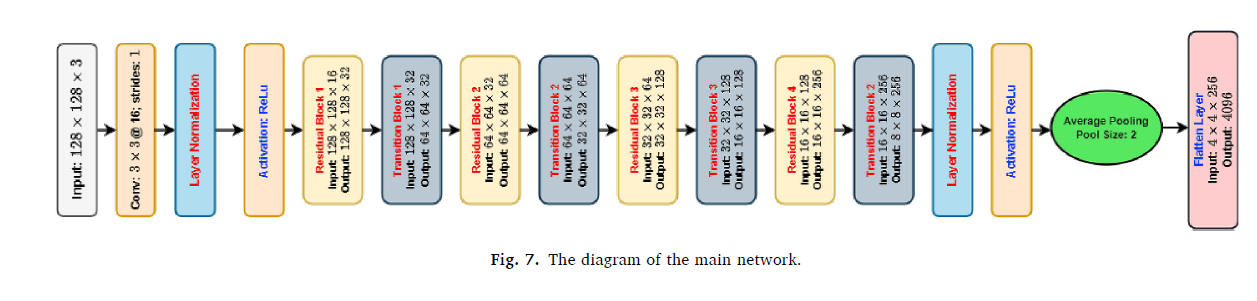 Input: 128 × 128 × 3
Conv: 3 × 3 @ 16; strides: 1
Layer Normalization
Activation: ReLu
Residual Block 1
Input: 128 × 128 × 16
Output: 128 × 128 × 32
Transition Block 1
Input: 128 × 128 × 32
Output: 64 × 64 × 32
Residual Block 2
Input: 64 × 64 × 32
Output: 64 × 64 × 64
Transition Block 2
Input: 64 × 64 × 64
Output: 32 × 32 × 64
Residual Block 3
Input: 32 × 32 × 64
Output: 32 × 32 × 128
Transition Block 3
Input: 32 × 32 × 128
Output: 16 × 16 × 128
Residual Block 4
Input: 16 × 16 × 128
Output: 16 × 16 × 256
Transition Block 2
Input: 16 × 16 × 256
Output: 8 × 8 × 256
Layer Normalization
Activation: ReLu
Average Pooling
Pool Size: 2
Flatten Layer
Input: 4 × 4 × 256
Output: 4096
Fig. 7. The diagram of the main network.